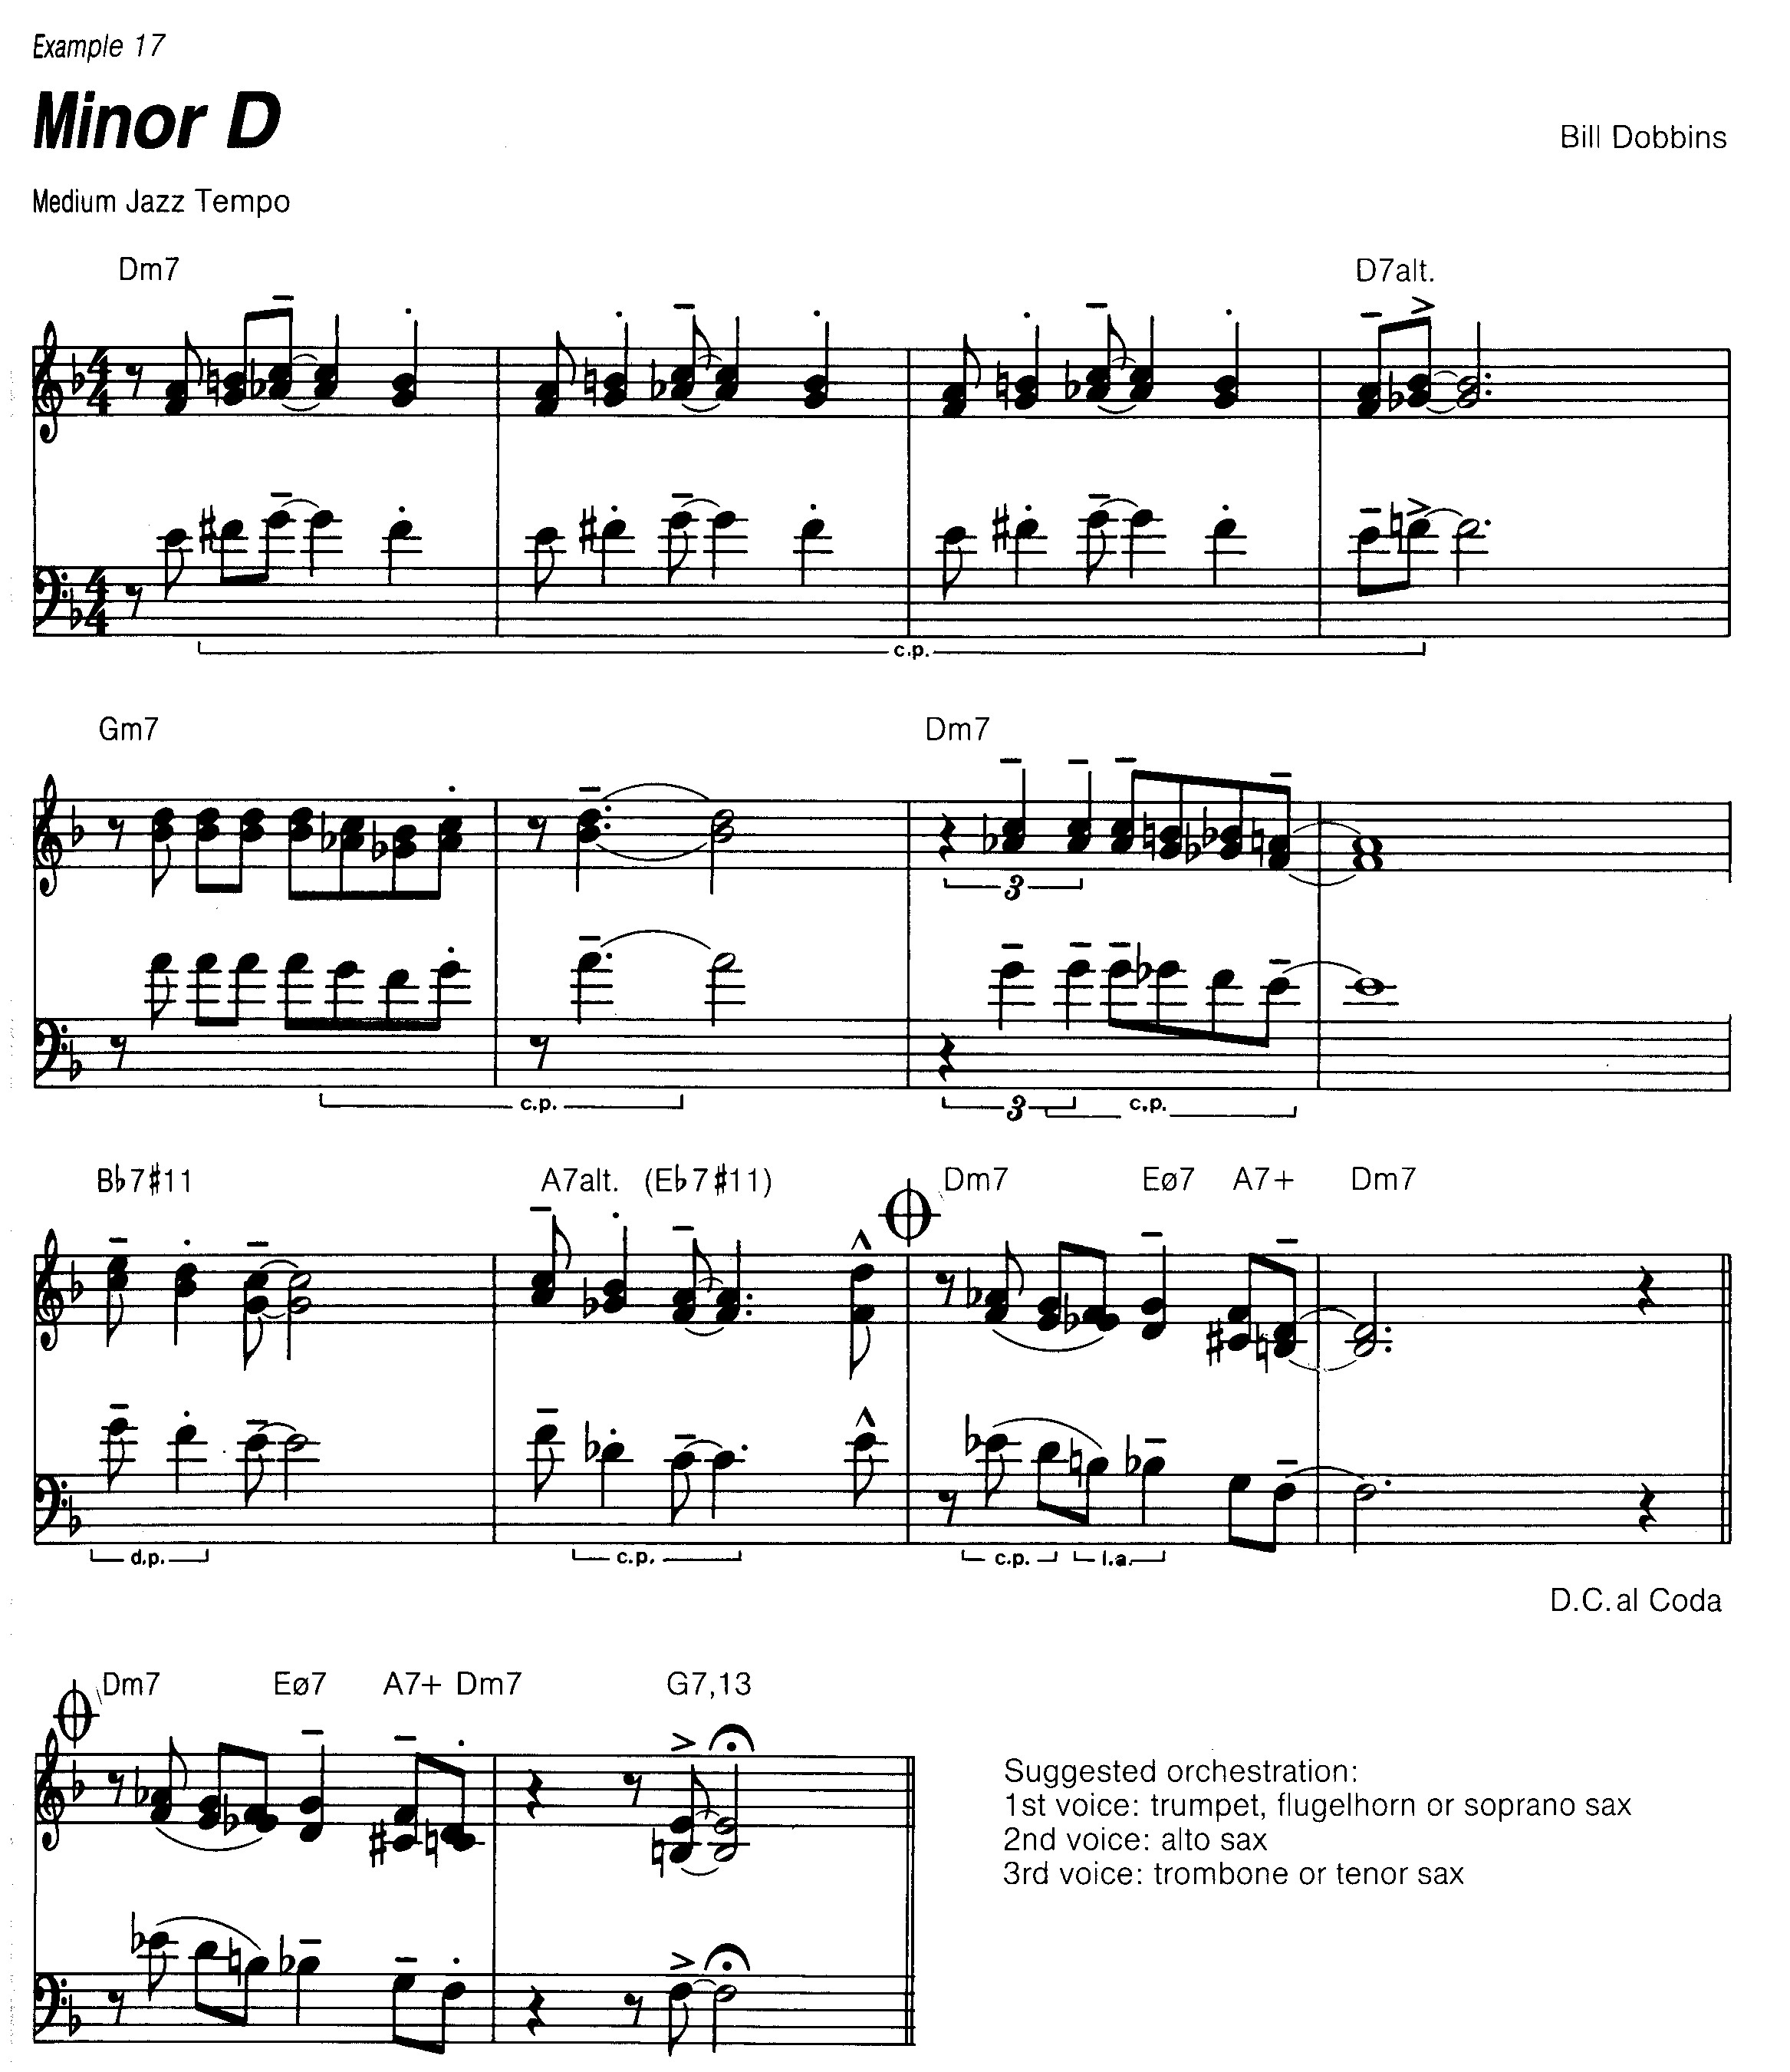 Example 17
Minor D
Bill Dobbins
Medium Jazz Tempo
Dm7 D7alt.
4 4
4 4
c.p.
Gm7 Dm7
3
c.p. 3 c.p.
B♭7♯11 A7alt. (E♭7♯11) Dm7 Eø7 A7+ Dm7
d.p. c.p. c.p. l.a.
D.C. al Coda
Dm7 Eø7 A7+ Dm7 G7,13
Suggested orchestration:
1st voice: trumpet, flugelhorn or soprano sax
2nd voice: alto sax
3rd voice: trombone or tenor sax